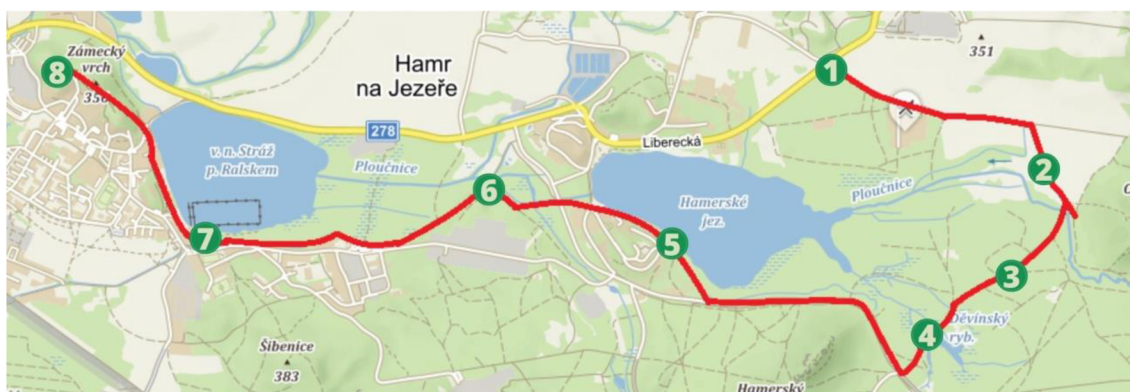 Zámecký
vrch
8
356
278
Hamr
na Jezeře
1
351
Liberecká
v. n. Stráž
p. Ralskem
Ploučnice
6
Hamerské
jez.
Ploučnice
2
7
5
3
4
Děvínský
ryb.
Šibenice
383
Hamerský